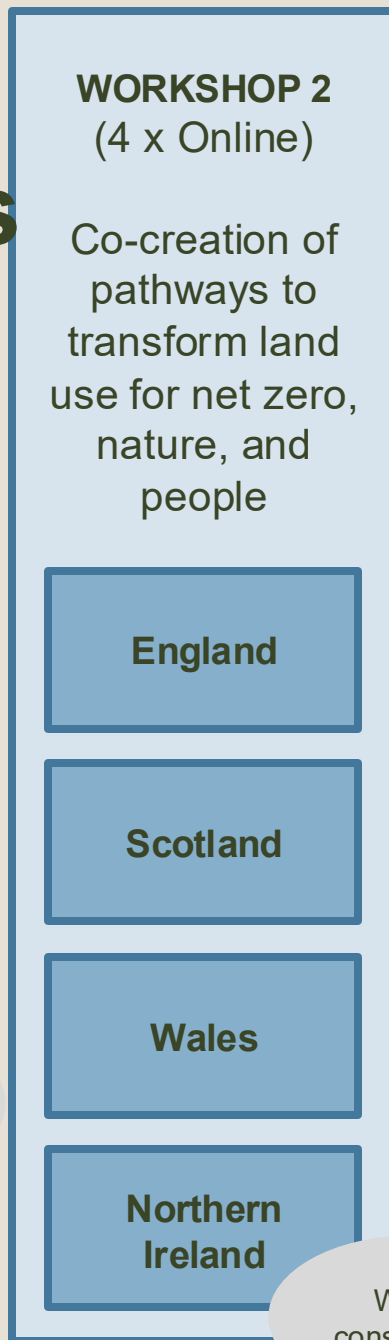 WORKSHOP 2
(4 x Online)
Co-creation of
pathways to
transform land
use for net zero,
nature, and
people
England
Scotland
Wales
Northern
Ireland